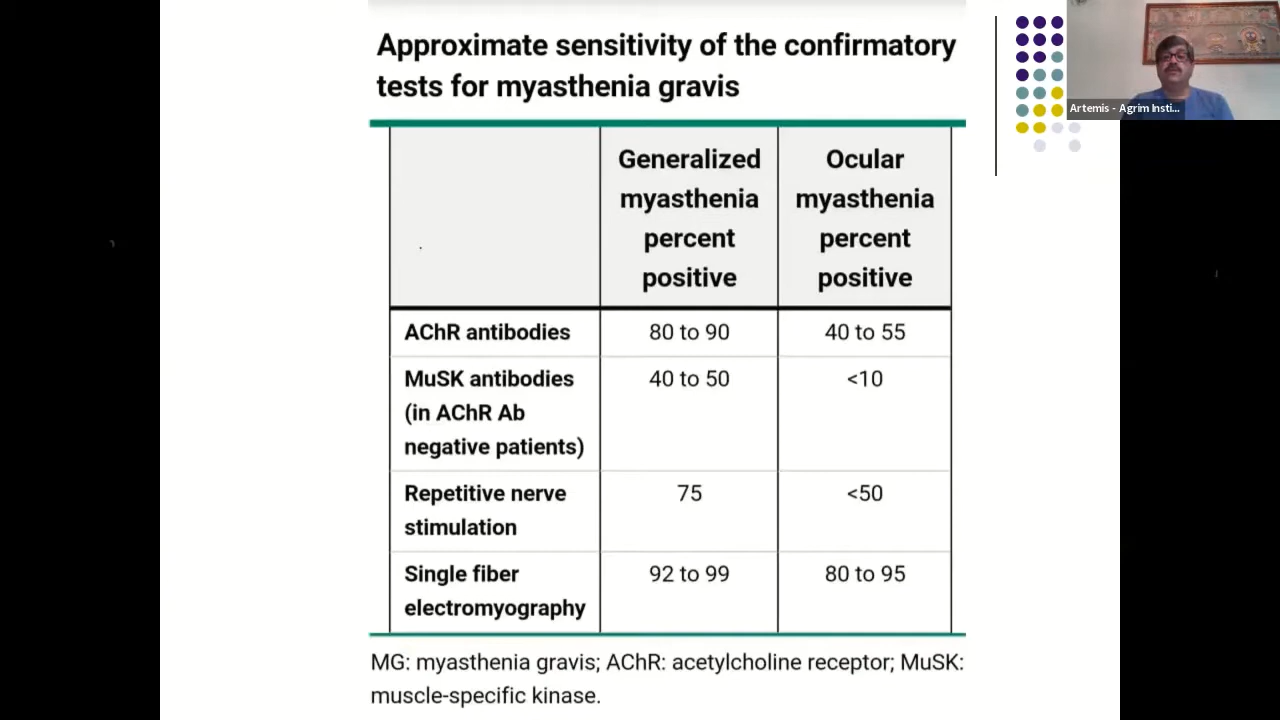 Approximate sensitivity of the confirmatory
tests for myasthenia gravis
Generalized
myasthenia
percent
positive
Ocular
myasthenia
percent
positive
AChR antibodies 80 to 90 40 to 55
MuSK antibodies 40 to 50 <10
(in AChR Ab
negative patients)
Repetitive nerve 75 <50
stimulation
Single fiber 92 to 99 80 to 95
electromyography
MG: myasthenia gravis; AChR: acetylcholine receptor; MuSK:
muscle-specific kinase.
Artemis - Agrim Insti...